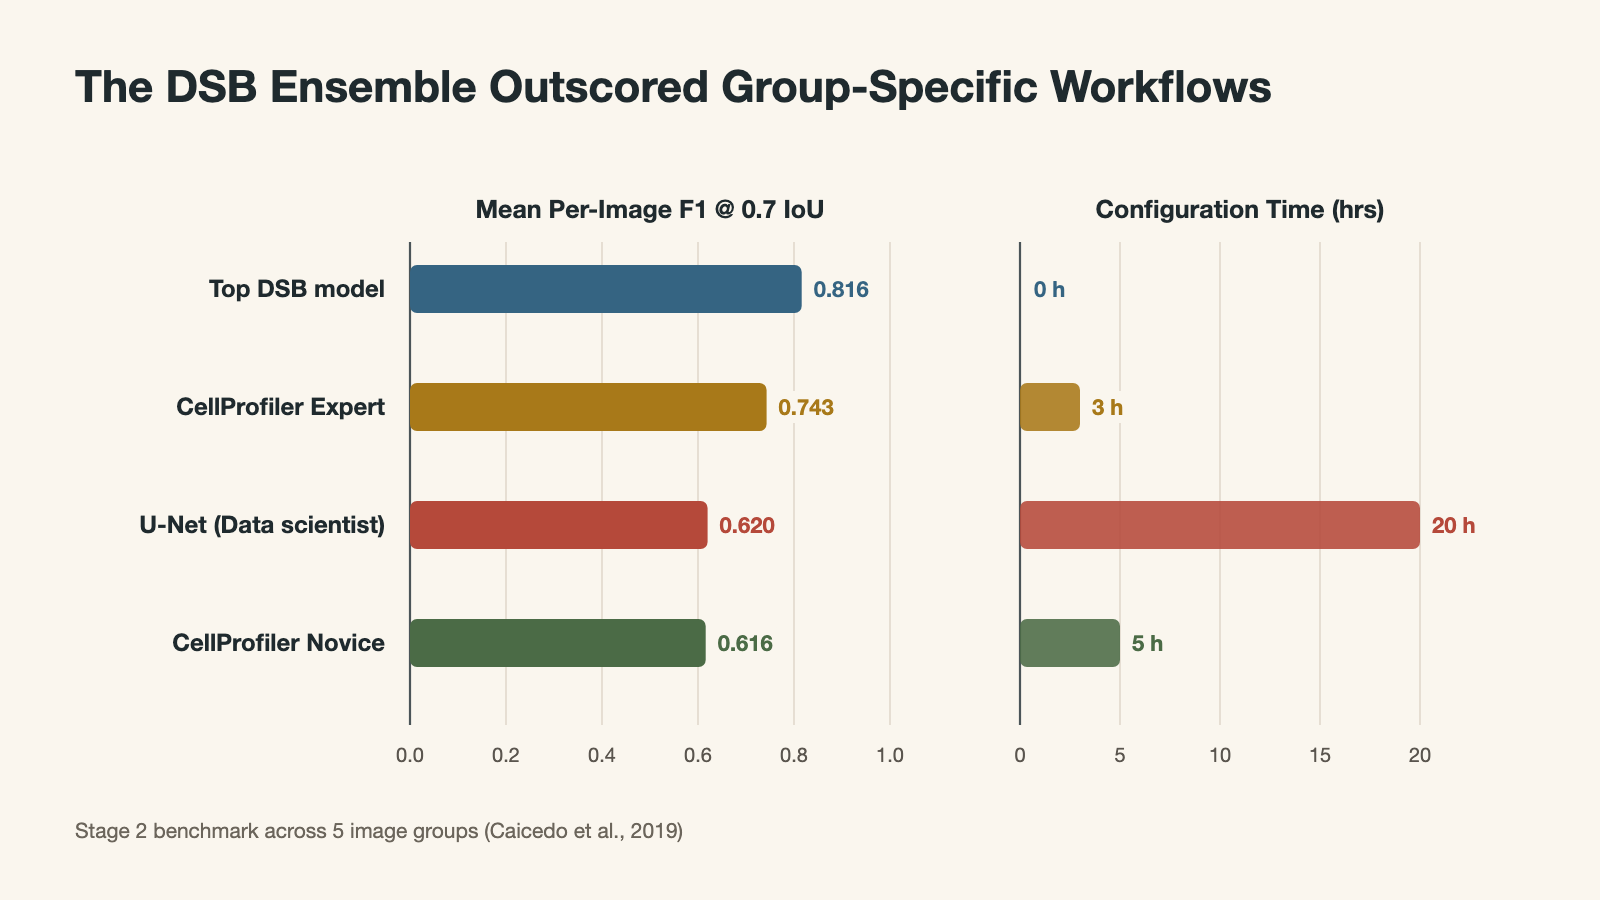 The DSB Ensemble Outscored Group-Specific Workflows
Mean Per-Image F1 @ 0.7 IoU
Configuration Time (hrs)
Top DSB model
0.816
0 h
CellProfiler Expert
0.743
3 h
U-Net (Data scientist)
0.620
20 h
CellProfiler Novice
0.616
5 h
0.0 0.2 0.4 0.6 0.8 1.0
0 5 10 15 20
Stage 2 benchmark across 5 image groups (Caicedo et al., 2019)